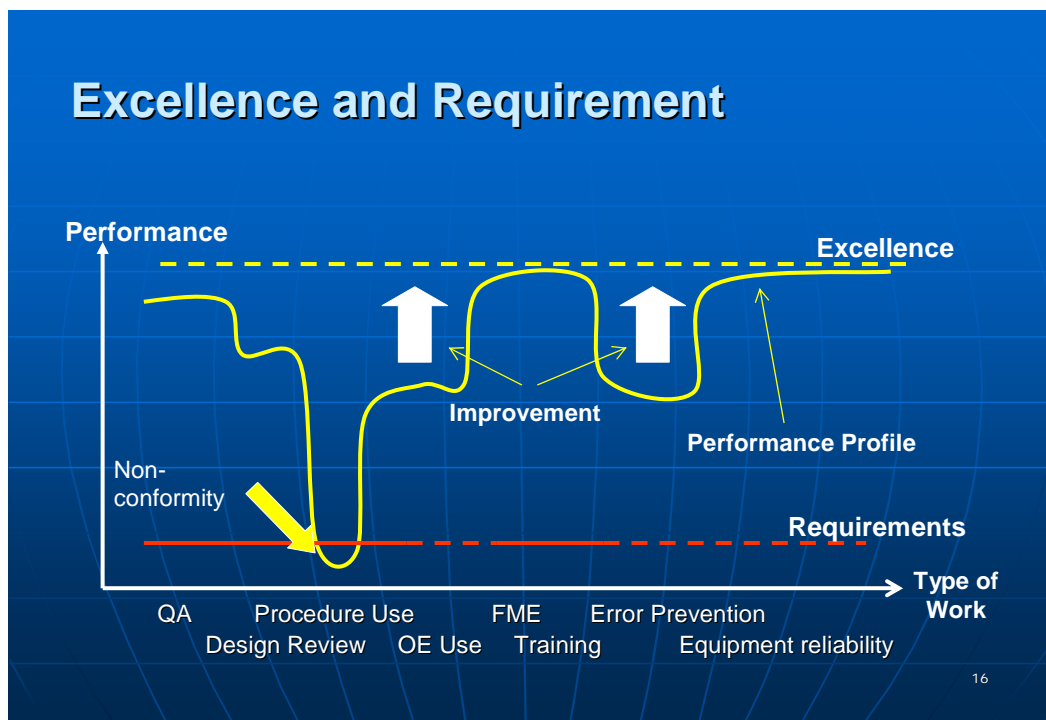 Excellence and Requirement
Performance
Excellence
Improvement
Performance Profile
Non-
conformity
Requirements
Type of
Work
QA Procedure Use FME Error Prevention
Design Review OE Use Training Equipment reliability
16